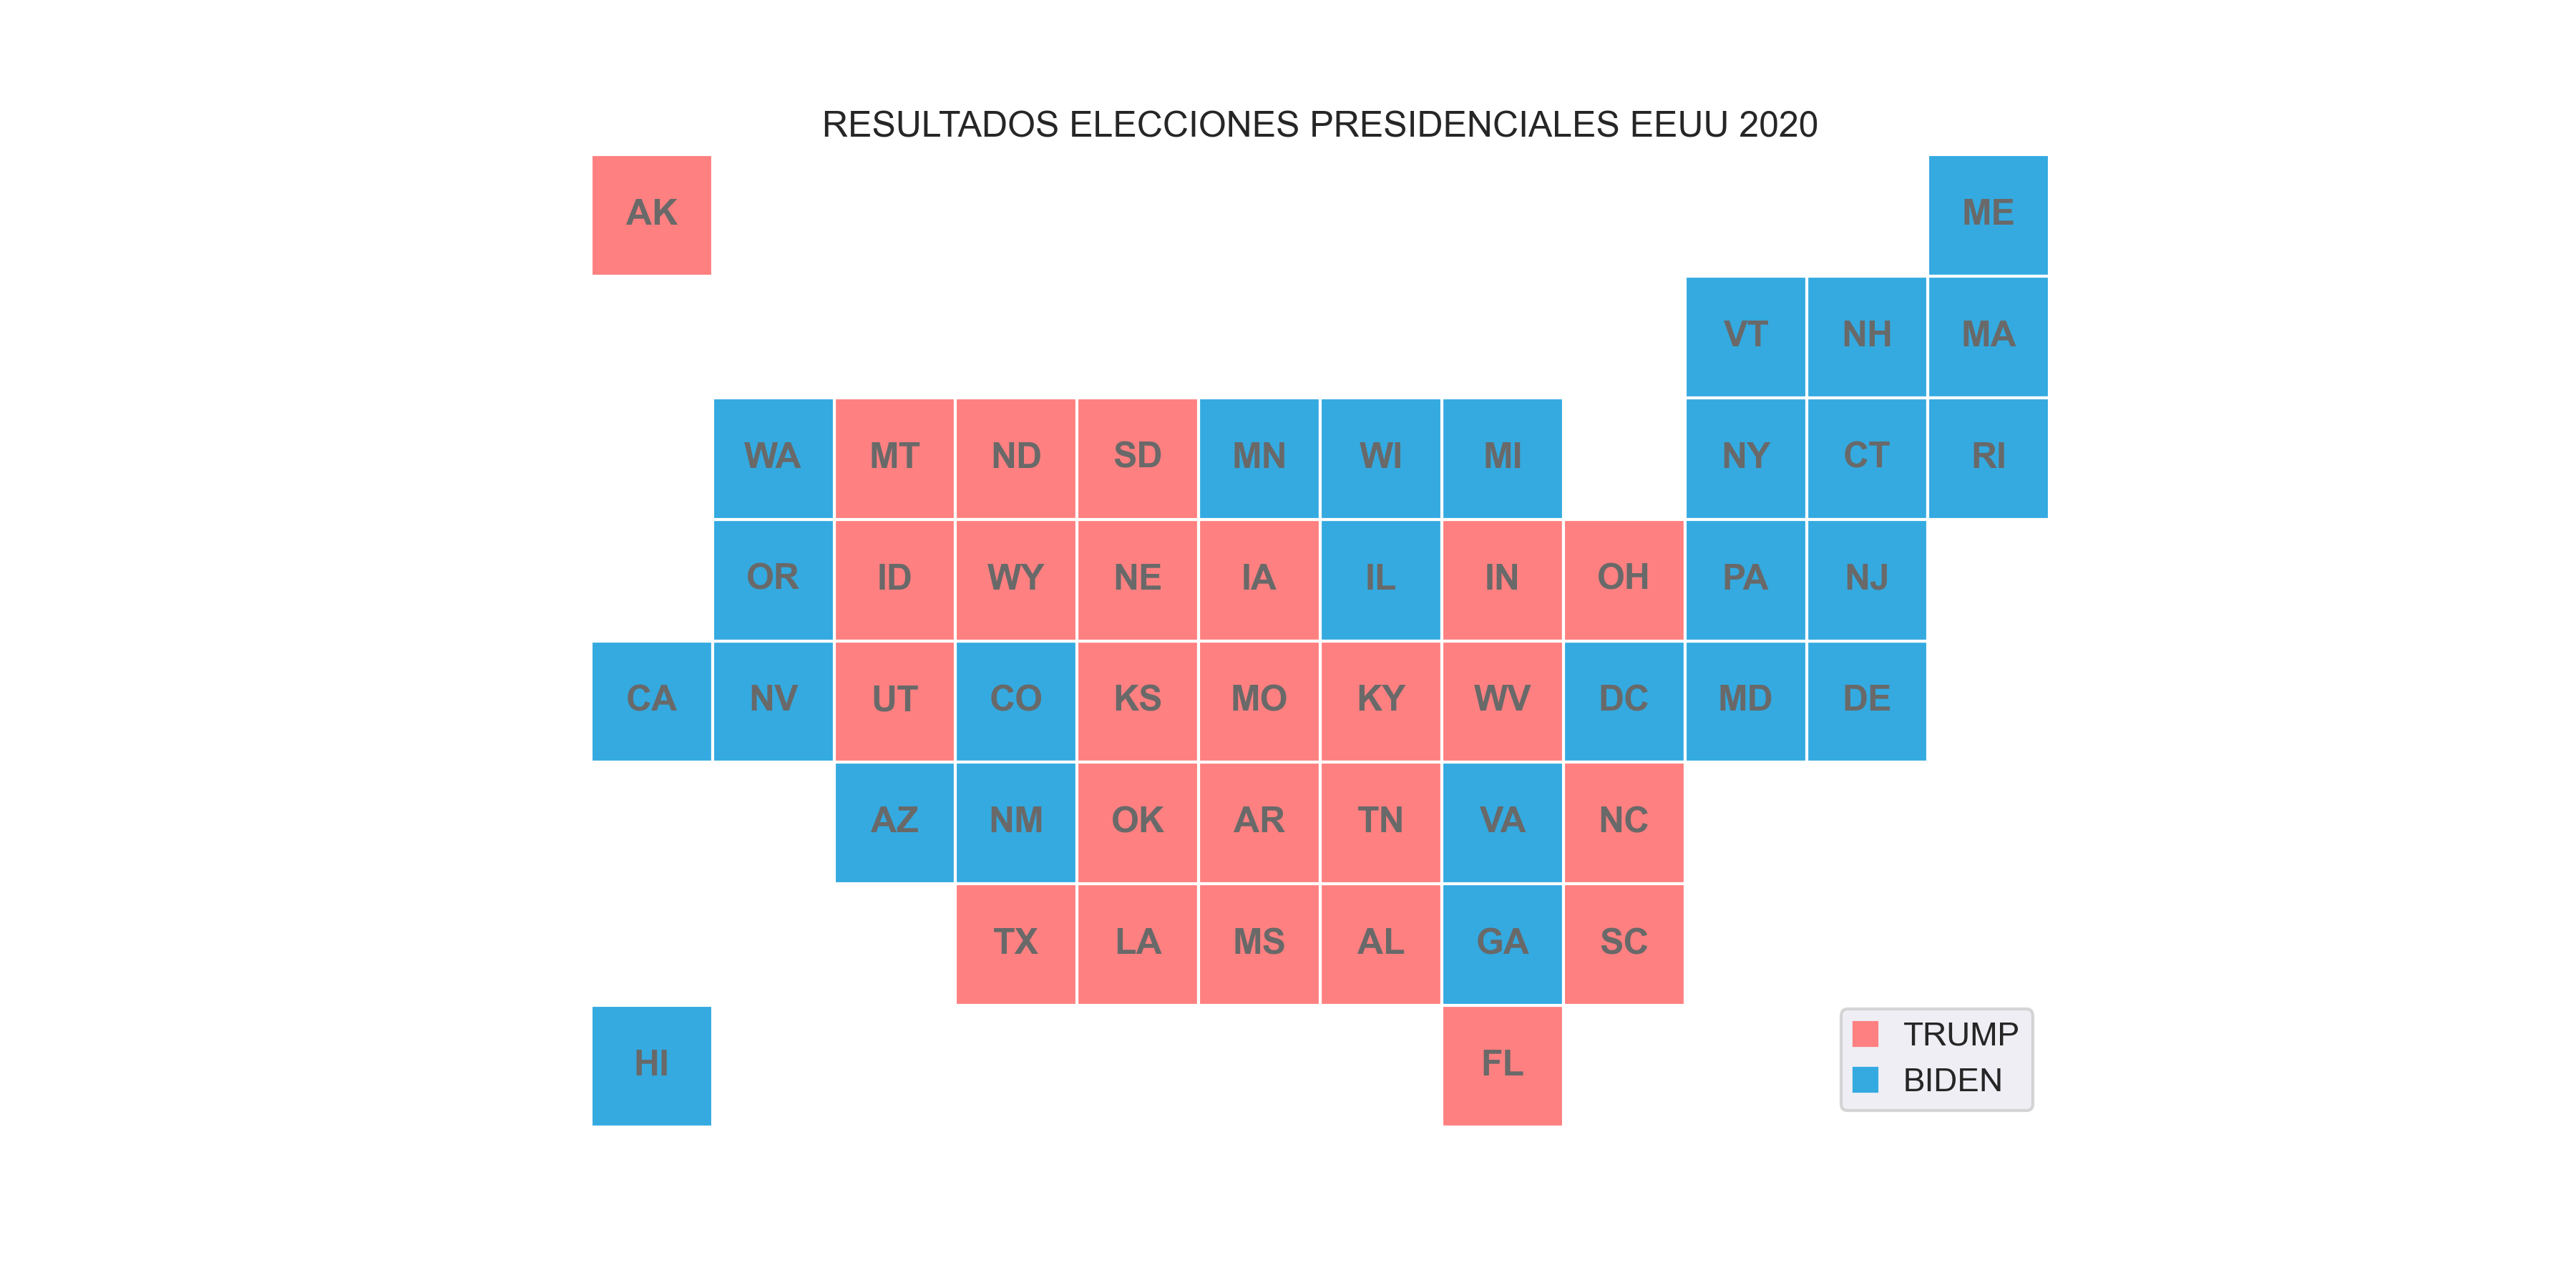 RESULTADOS ELECCIONES PRESIDENCIALES EEUU 2020
AK ME
VT NH MA
WA MT ND SD MN WI MI NY CT RI
OR ID WY NE IA IL IN OH PA NJ
CA NV UT CO KS MO KY WV DC MD DE
AZ NM OK AR TN VA NC
TX LA MS AL GA SC
HI FL
TRUMP
BIDEN